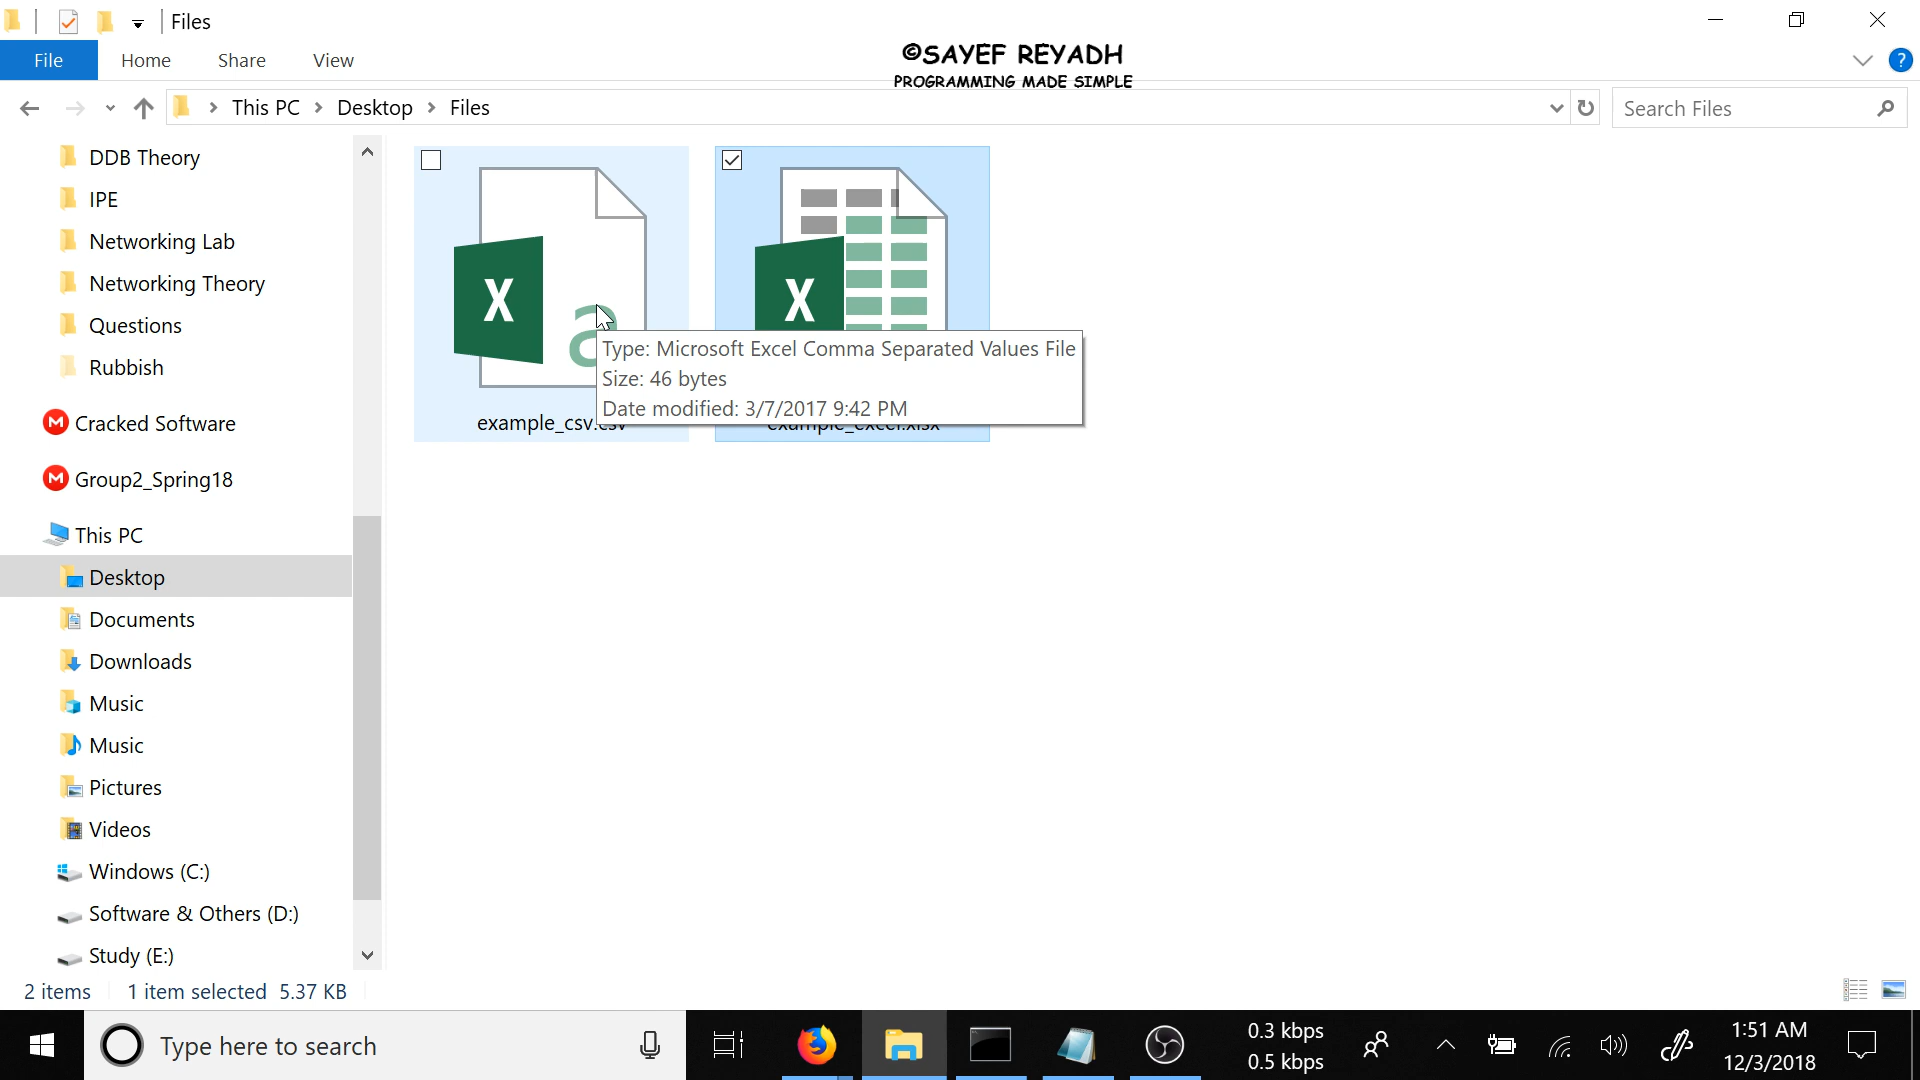 Files
File
Home
Share
View
©SAYEF REYADH
PROGRAMMING MADE SIMPLE
?
This PC
Desktop
Files
Search Files
DDB Theory
IPE
Networking Lab
Networking Theory
Questions
Rubbish
M Cracked Software
M Group2_Spring18
This PC
Desktop
Documents
Downloads
Music
Music
Pictures
Videos
Windows (C:)
Software & Others (D:)
Study (E:)
X
a
X
Type: Microsoft Excel Comma Separated Values File
Size: 46 bytes
Date modified: 3/7/2017 9:42 PM
example_csv.csv
example_excel.xlsx
2 items
1 item selected 5.37 KB
Type here to search
0.3 kbps
0.5 kbps
1:51 AM
12/3/2018